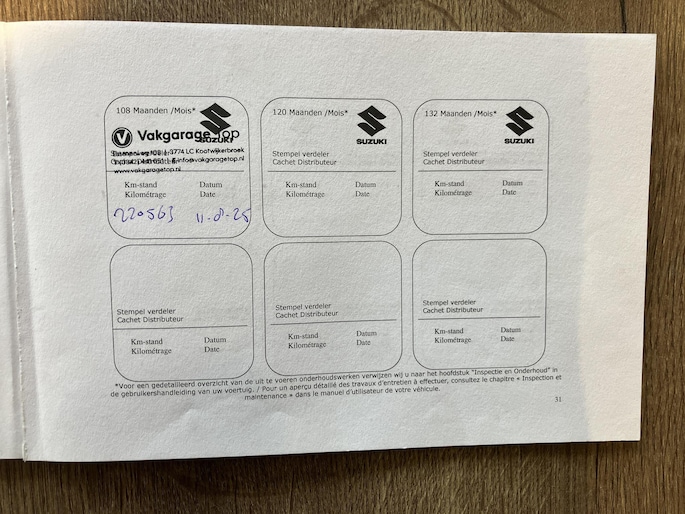 108 Maanden /Mois*
SUZUKI
Vakgarage Top
3774 LC Kootwijkerbroek
www.vakgaragetop.nl
Km-stand Datum
Kilométrage Date
220563 11-8-25
120 Maanden /Mois*
SUZUKI
Stempel verdeler
Cachet Distributeur
Km-stand Datum
Kilométrage Date
132 Maanden /Mois*
SUZUKI
Stempel verdeler
Cachet Distributeur
Km-stand Datum
Kilométrage Date
Stempel verdeler
Cachet Distributeur
Km-stand Datum
Kilométrage Date
Stempel verdeler
Cachet Distributeur
Km-stand Datum
Kilométrage Date
Stempel verdeler
Cachet Distributeur
Km-stand Datum
Kilométrage Date
*Voor een gedetailleerd overzicht van de uit te voeren onderhoudswerken verwijzen wij u naar het hoofdstuk "Inspectie en Onderhoud" in
de gebruikershandleiding van uw voertuig. / Pour un aperçu détaillé des travaux d'entretien à effectuer, consultez le chapitre « Inspection et
maintenance « dans le manuel d'utilisateur de votre véhicule.
31